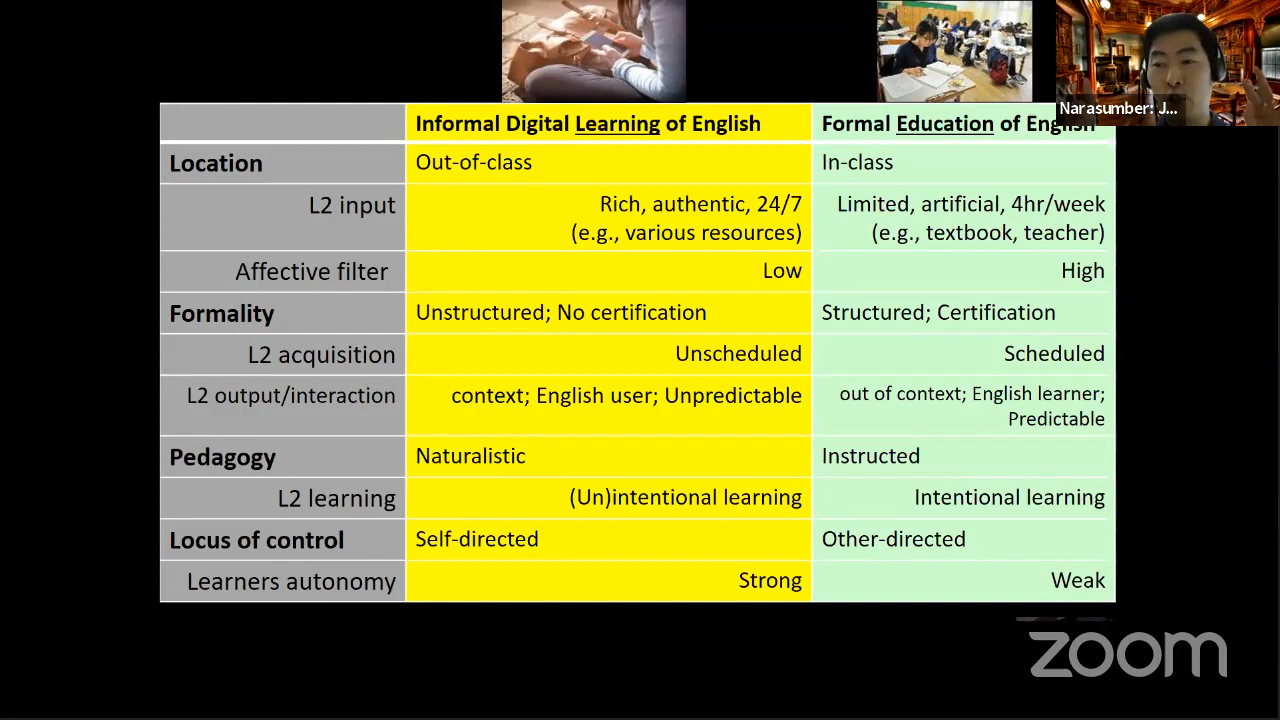 Narasumber: J...
Informal Digital Learning of English
Formal Education of English
Location
Out-of-class
In-class
L2 input
Rich, authentic, 24/7
(e.g., various resources)
Limited, artificial, 4hr/week
(e.g., textbook, teacher)
Affective filter
Low
High
Formality
Unstructured; No certification
Structured; Certification
L2 acquisition
Unscheduled
Scheduled
L2 output/interaction
context; English user; Unpredictable
out of context; English learner;
Predictable
Pedagogy
Naturalistic
Instructed
L2 learning
(Un)intentional learning
Intentional learning
Locus of control
Self-directed
Other-directed
Learners autonomy
Strong
Weak
zoom